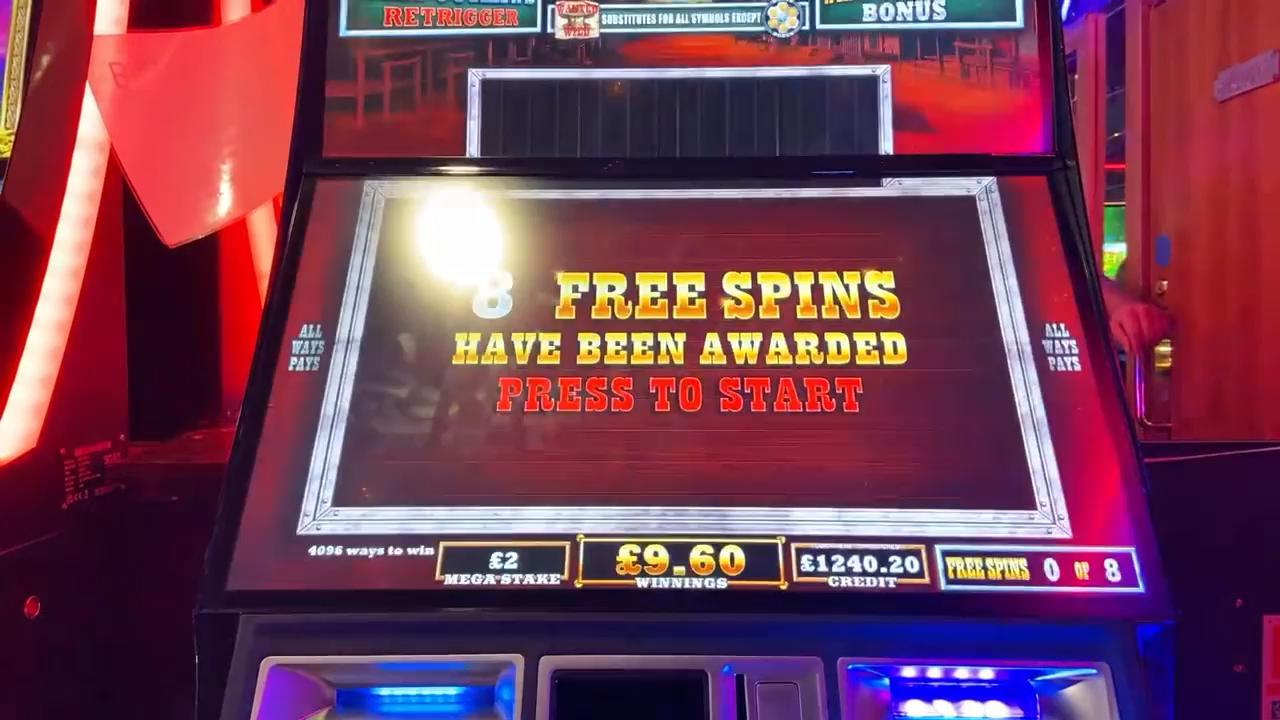 RETRIGGER
WANTED
WILD
SUBSTITUTES FOR ALL SYMBOLS EXCEPT
BONUS
8 FREE SPINS
HAVE BEEN AWARDED
PRESS TO START
ALL
WAYS
PAYS
ALL
WAYS
PAYS
4096 ways to win
£2
MEGA STAKE
£9.60
WINNINGS
£1240.20
CREDIT
FREE SPINS 0 OF 8